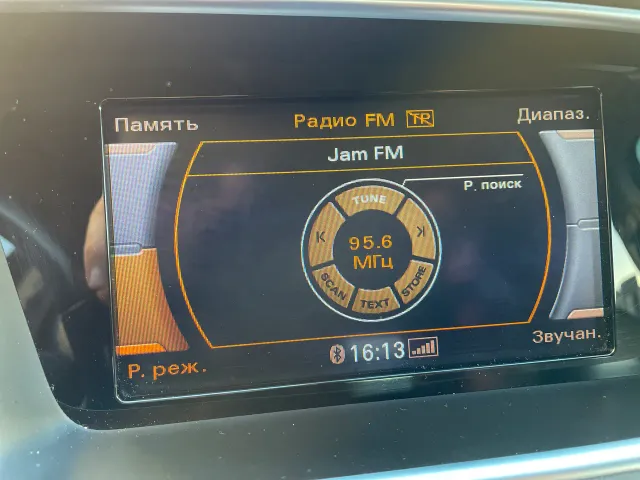 Память
Радио FM TP
Диапаз.
Jam FM
Р. поиск
TUNE
95.6
МГц
SCAN
TEXT
STORE
Р. реж.
16:13
Звучан.